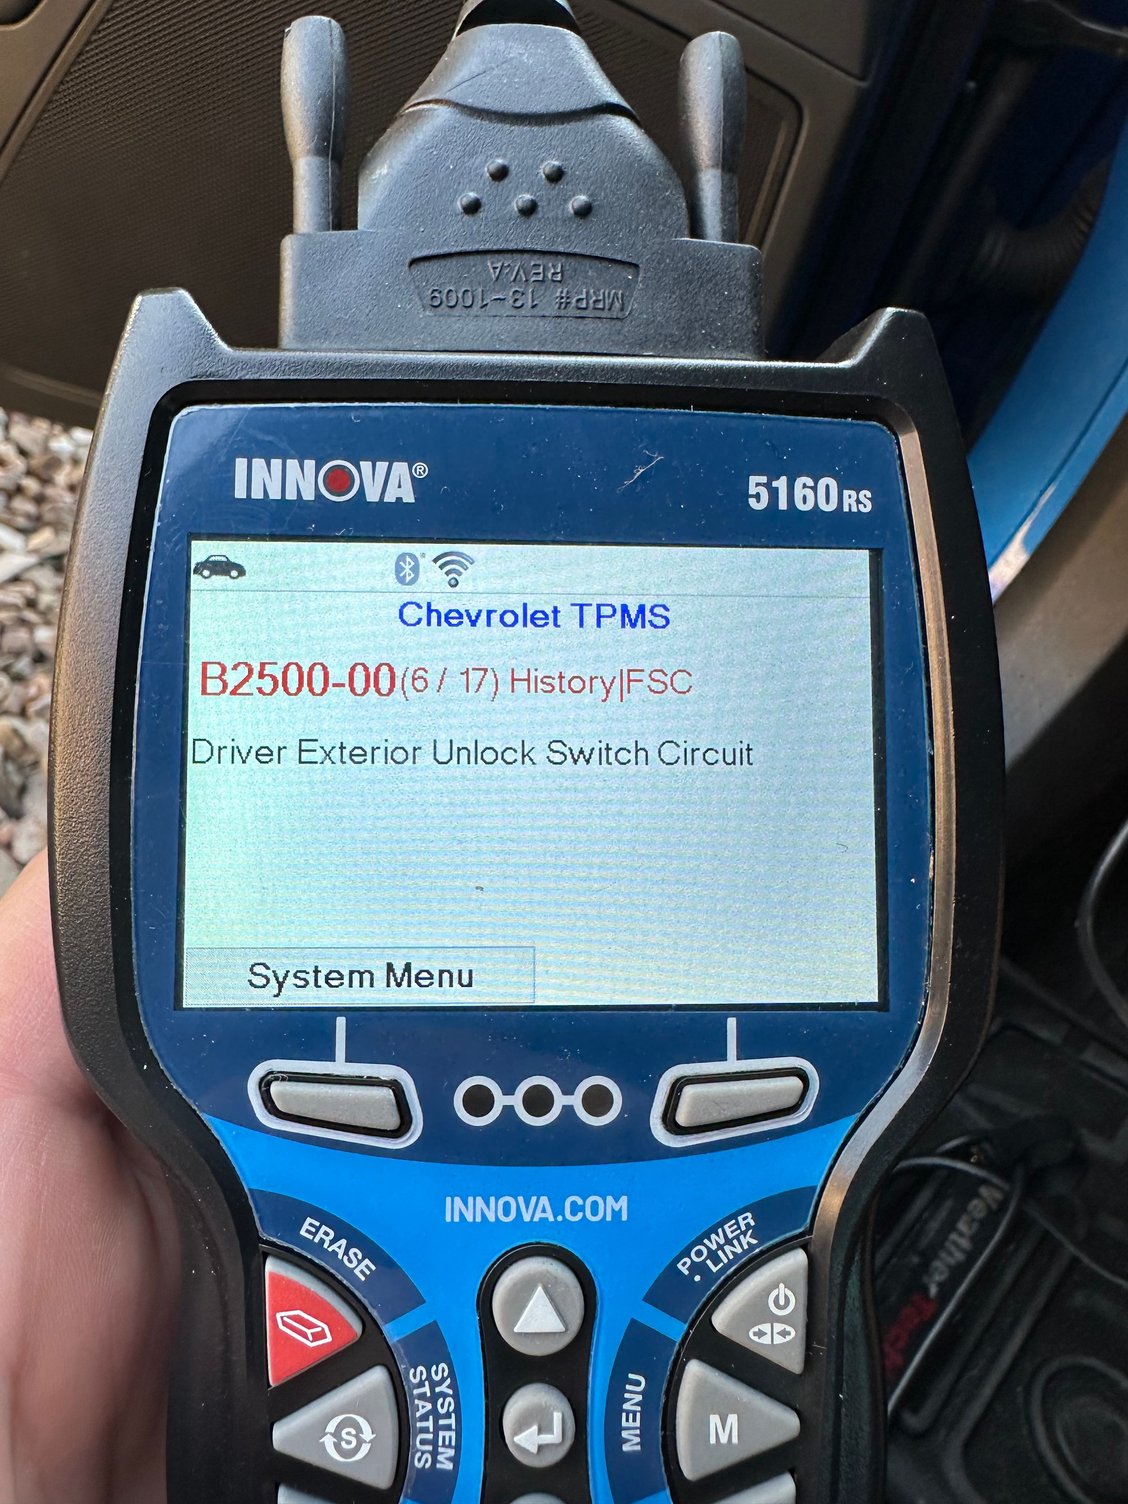 MRP# 13-1009
REV.A
INNOVA®
5160RS
Chevrolet TPMS
B2500-00(6 / 17) History|FSC
Driver Exterior Unlock Switch Circuit
System Menu
INNOVA.COM
ERASE
POWER
• LINK
SYSTEM
STATUS
S
MENU
M
WeatherTech